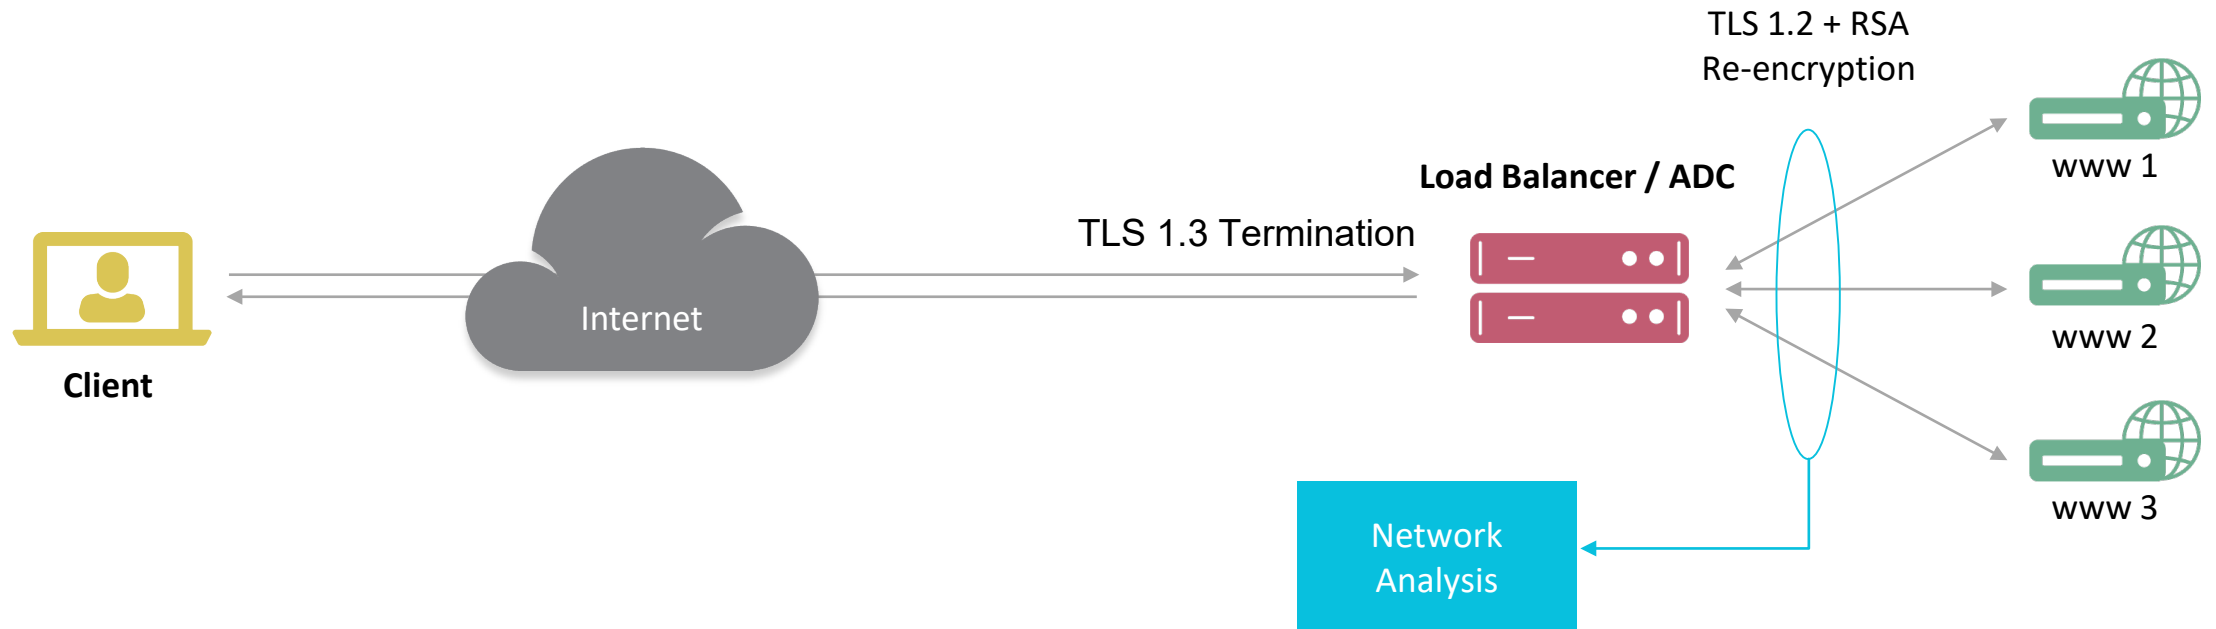 TLS 1.2 + RSA
Re-encryption
Load Balancer / ADC
www 1
TLS 1.3 Termination
Internet
www 2
Client
www 3
Network
Analysis